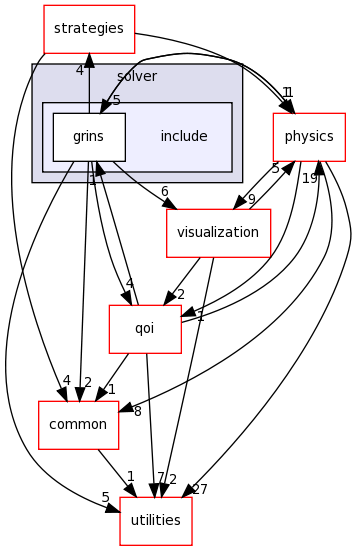 strategies
4
solver
5
1
1
grins
include
physics
1
6
5
9
19
visualization
4
2
1
qoi
4
2
1
8
common
1
7
2
27
5
utilities